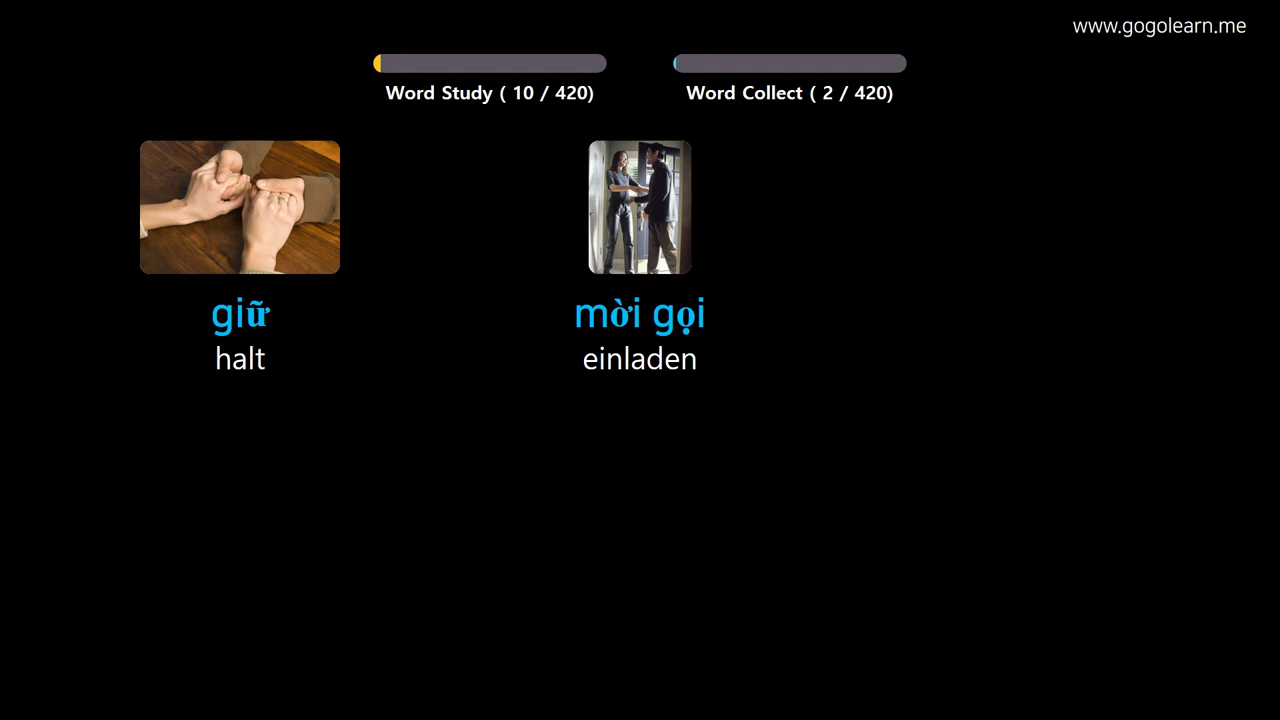 www.gogolearn.me
Word Study ( 10 / 420)
Word Collect ( 2 / 420)
giữ
halt
mời gọi
einladen